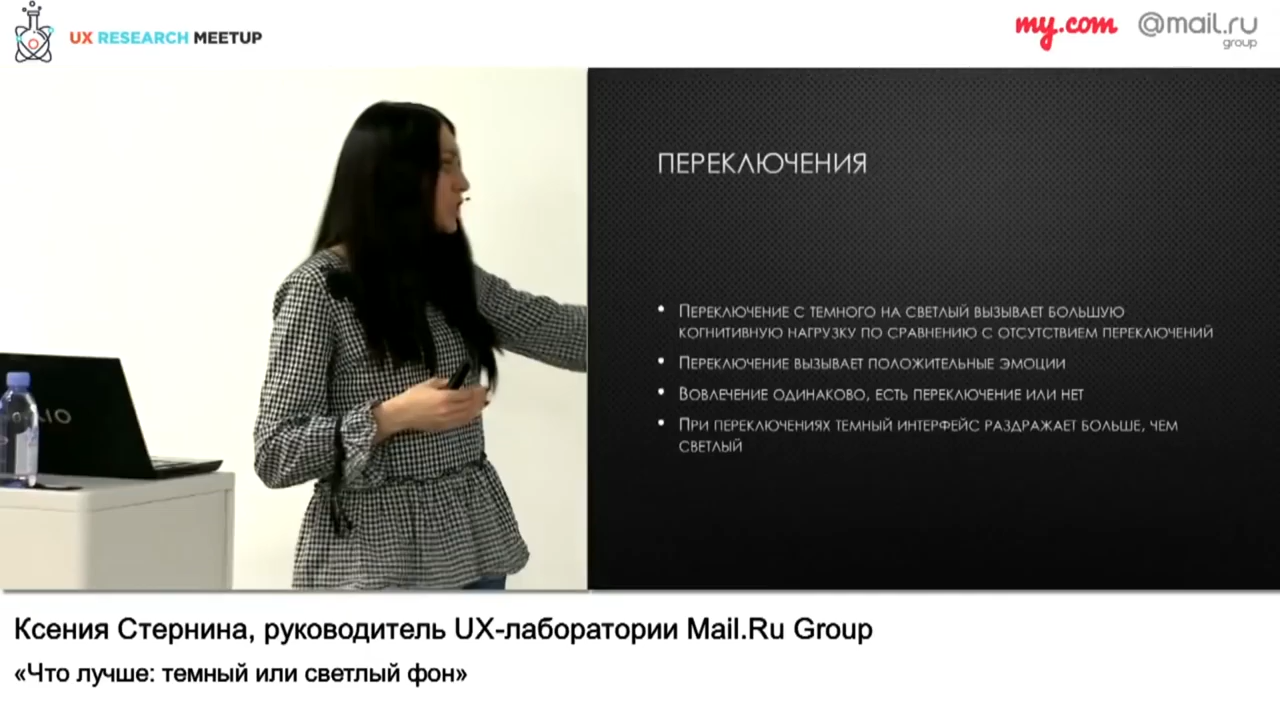 UX RESEARCH MEETUP
my.com @mail.ru
group
ПЕРЕКЛЮЧЕНИЯ
• ПЕРЕКЛЮЧЕНИЕ С ТЕМНОГО НА СВЕТЛЫЙ ВЫЗЫВАЕТ БОЛЬШУЮ
КОГНИТИВНУЮ НАГРУЗКУ ПО СРАВНЕНИЮ С ОТСУТСТВИЕМ ПЕРЕКЛЮЧЕНИЙ
• ПЕРЕКЛЮЧЕНИЕ ВЫЗЫВАЕТ ПОЛОЖИТЕЛЬНЫЕ ЭМОЦИИ
• ВОВЛЕЧЕНИЕ ОДИНАКОВО, ЕСТЬ ПЕРЕКЛЮЧЕНИЕ ИЛИ НЕТ
• ПРИ ПЕРЕКЛЮЧЕНИЯХ ТЕМНЫЙ ИНТЕРФЕЙС РАЗДРАЖАЕТ БОЛЬШЕ, ЧЕМ
СВЕТЛЫЙ
Ксения Стернина, руководитель UX-лаборатории Mail.Ru Group
«Что лучше: темный или светлый фон»